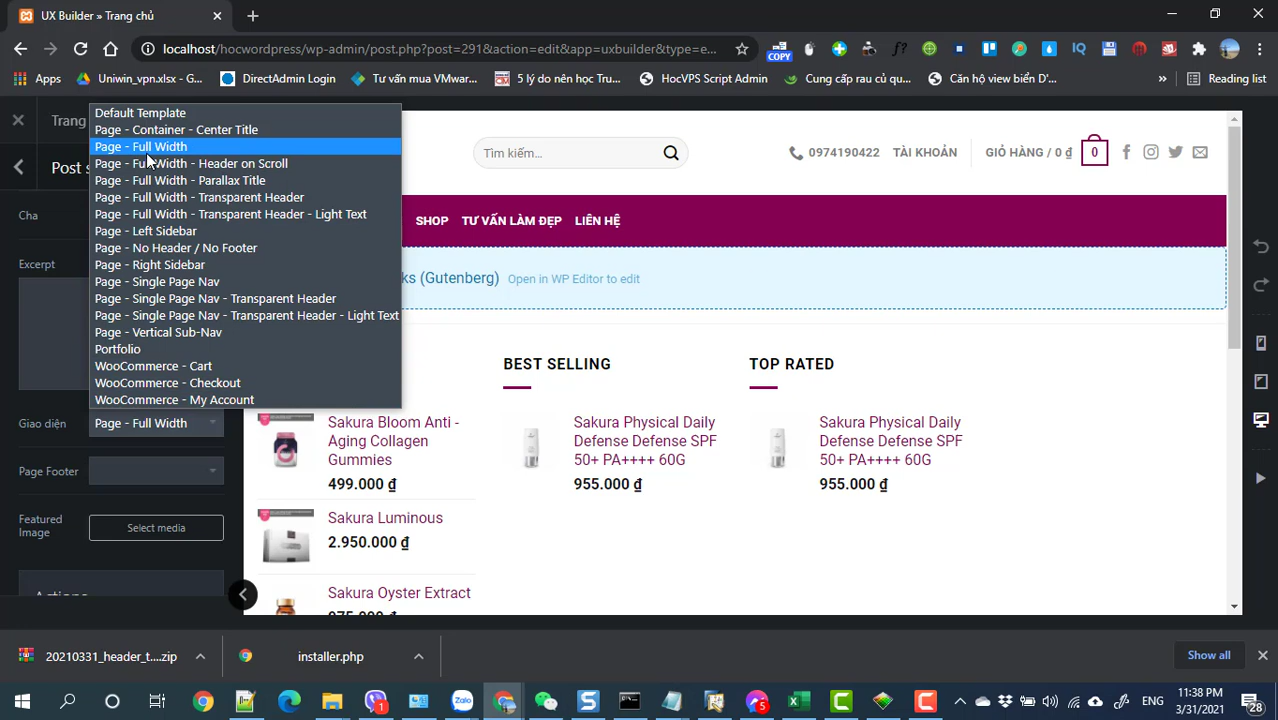 UX Builder » Trang chủ
localhost/hocwordpress/wp-admin/post.php?post=291&action=edit&app=uxbuilder&type=e...
COPY
f?
IQ
Apps
Uniwin_vpn.xlsx - G...
DirectAdmin Login
Tư vấn mua VMwar...
5 lý do nên học Tru...
HocVPS Script Admin
Cung cấp rau củ qu...
Căn hộ view biển D'...
»
Reading list
Trang
Post s
Cha
Excerpt
Default Template
Page - Container - Center Title
Page - Full Width
Page - Full Width - Header on Scroll
Page - Full Width - Parallax Title
Page - Full Width - Transparent Header
Page - Full Width - Transparent Header - Light Text
Page - Left Sidebar
Page - No Header / No Footer
Page - Right Sidebar
Page - Single Page Nav
Page - Single Page Nav - Transparent Header
Page - Single Page Nav - Transparent Header - Light Text
Page - Vertical Sub-Nav
Portfolio
WooCommerce - Cart
WooCommerce - Checkout
WooCommerce - My Account
Giao diện
Page - Full Width
Page Footer
Featured
Image
Select media
Actions
Tìm kiếm...
0974190422
TÀI KHOẢN
GIỎ HÀNG / 0 ₫
0
SHOP
TƯ VẤN LÀM ĐẸP
LIÊN HỆ
ks (Gutenberg)
Open in WP Editor to edit
BEST SELLING
TOP RATED
Sakura Bloom Anti -
Aging Collagen
Gummies
499.000 ₫
Sakura Luminous
2.950.000 ₫
Sakura Oyster Extract
975.000 ₫
Sakura Physical Daily
Defense Defense SPF
50+ PA++++ 60G
955.000 ₫
Sakura Physical Daily
Defense Defense SPF
50+ PA++++ 60G
955.000 ₫
20210331_header_t....zip
installer.php
Show all
1
Zalo
5
S
ENG
11:38 PM
3/31/2021
28